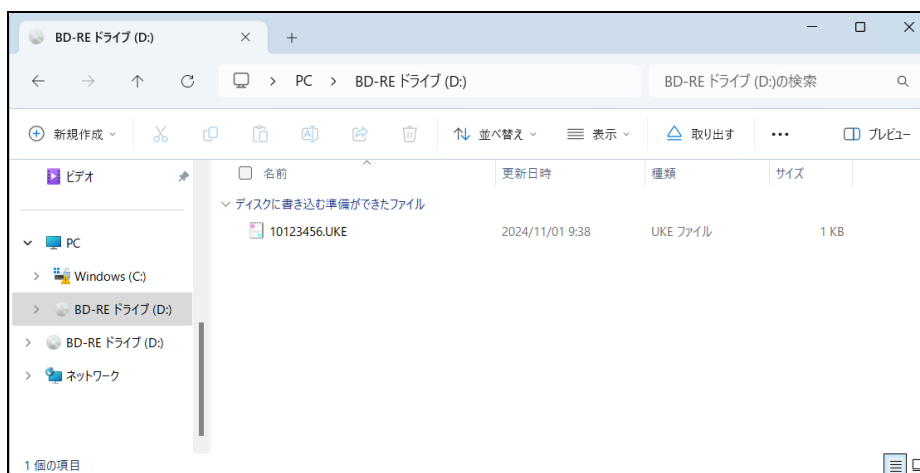 BD-RE ドライブ (D:)
PC > BD-RE ドライブ (D:) BD-RE ドライブ (D:)の検索
新規作成 並べ替え 表示 取り出す ••• プレビュー
ビデオ 名前 更新日時 種類 サイズ
ディスクに書き込む準備ができたファイル
10123456.UKE 2024/11/01 9:38 UKE ファイル 1 KB
PC
Windows (C:)
BD-RE ドライブ (D:)
BD-RE ドライブ (D:)
ネットワーク
1 個の項目